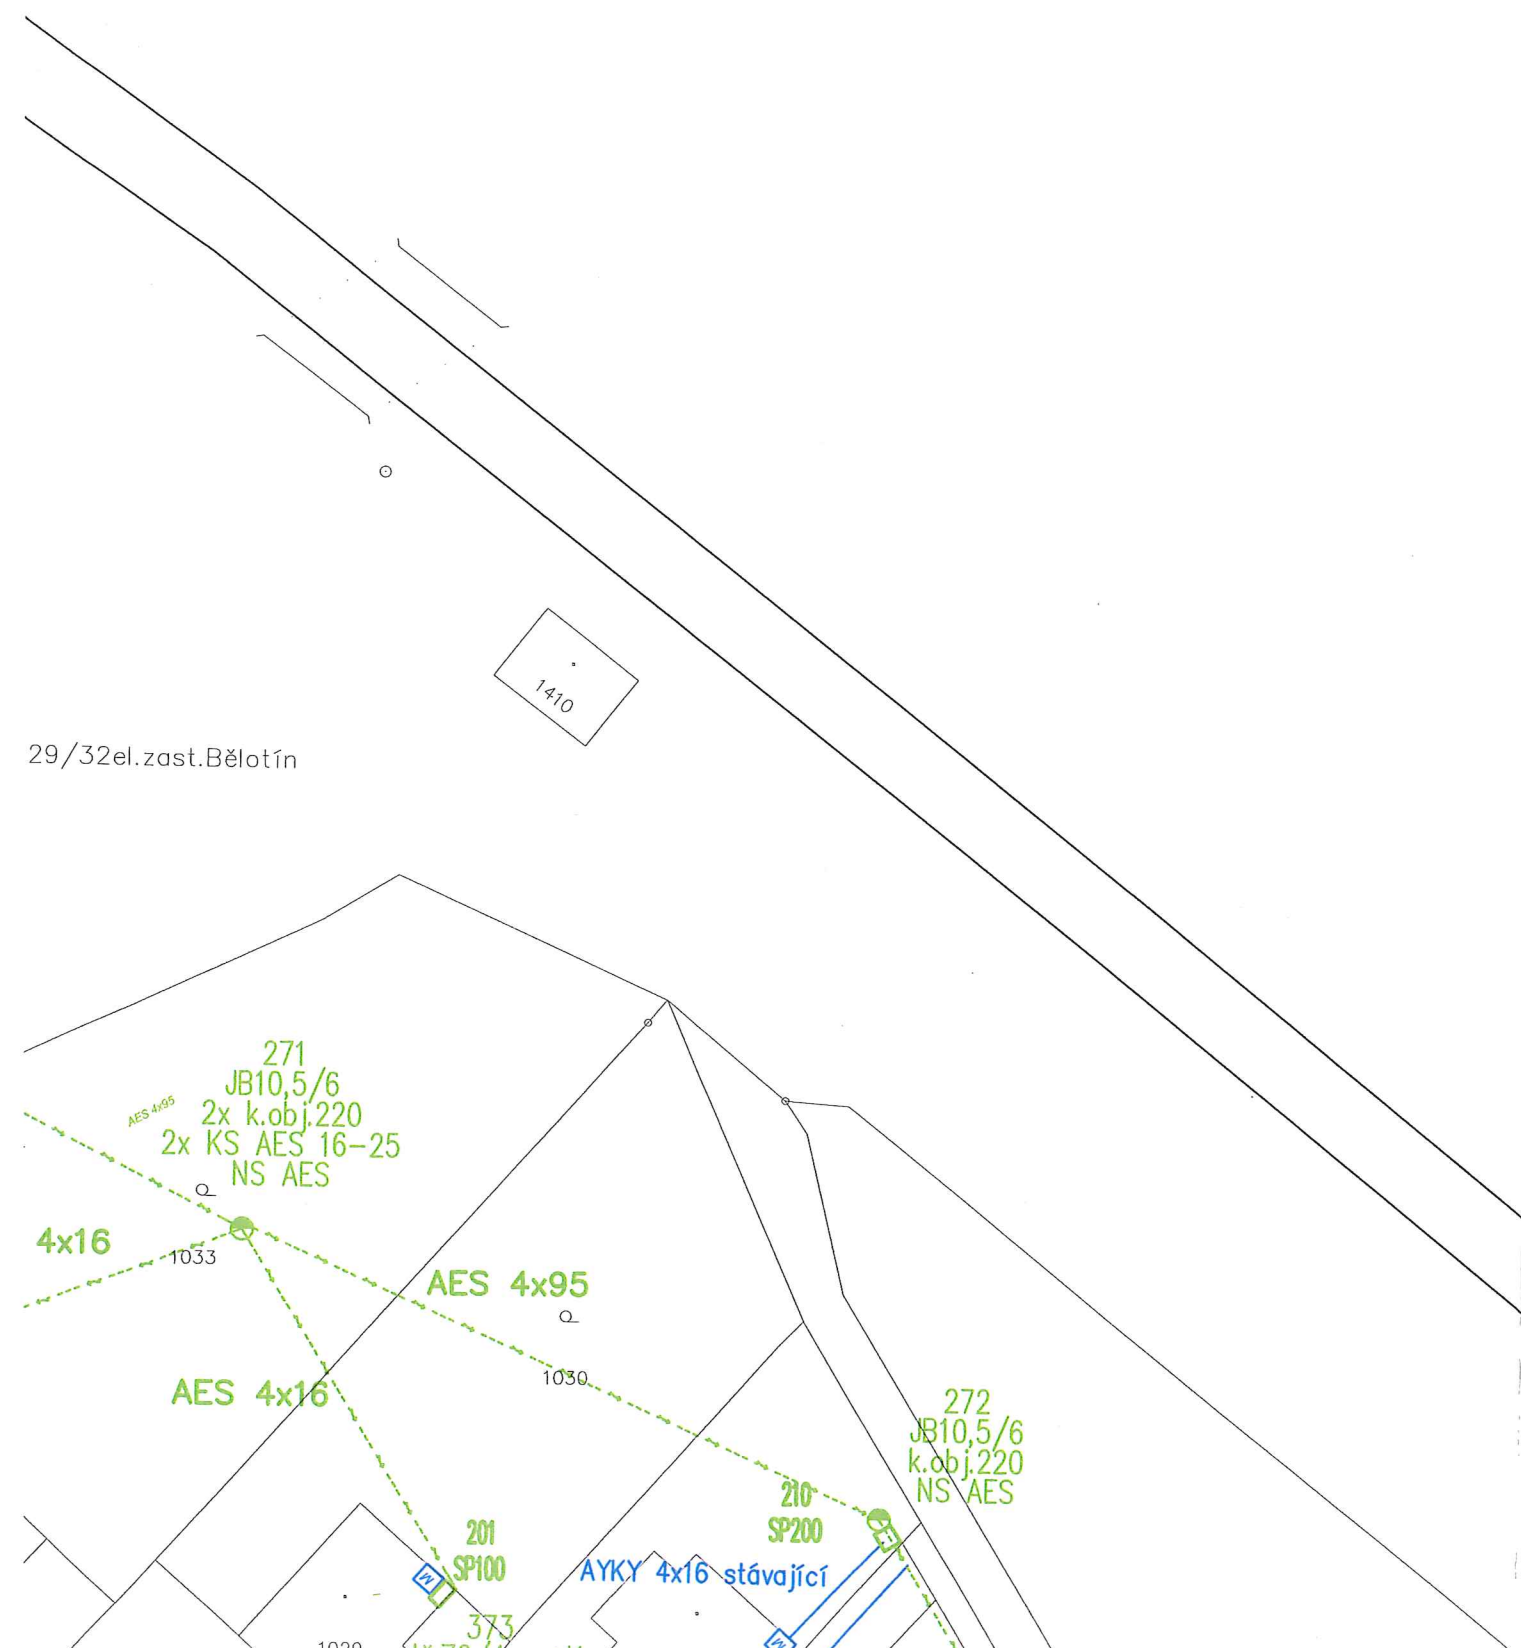 1410
29/32el.zast.Bělotín
271
JB10,5/6
AES 4x95
2x k.obj.220
2x KS AES 16-25
NS AES
4x16
1033
AES 4x95
1030
AES 4x16
272
JB10,5/6
k.obj.220
NS AES
210
SP200
201
SP100
AYKY 4x16 stávající
M
373
M